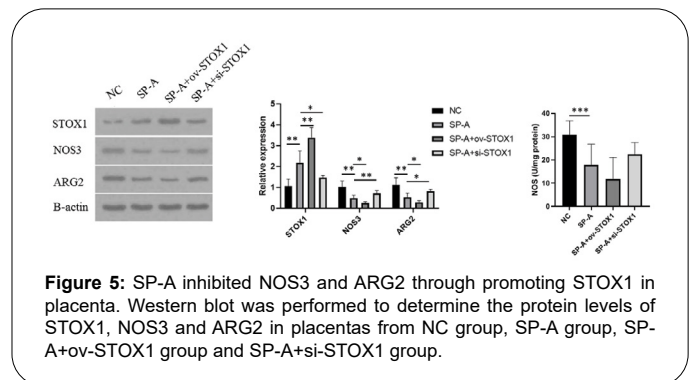 NC
SP-A
SP-A+ov-STOX1
SP-A+si-STOX1
STOX1
NOS3
ARG2
B-actin
Relative expression
5
4
3
2
1
0
**
**
*
**
*
**
**
*
*
STOX1
NOS3
ARG2
NC
SP-A
SP-A+ov-STOX1
SP-A+si-STOX1
NOS (U/mg protein)
40
30
20
10
0
***
NC
SP-A
SP-A+ov-STOX1
SP-A+si-STOX1
Figure 5: SP-A inhibited NOS3 and ARG2 through promoting STOX1 in
placenta. Western blot was performed to determine the protein levels of
STOX1, NOS3 and ARG2 in placentas from NC group, SP-A group, SP-
A+ov-STOX1 group and SP-A+si-STOX1 group.